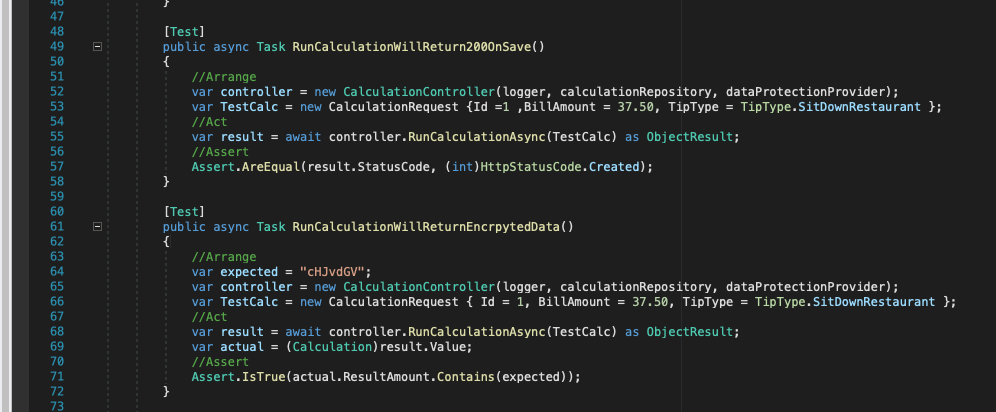 46 }
47
48 [Test]
49 public async Task RunCalculationWillReturn200OnSave()
50 {
51 //Arrange
52 var controller = new CalculationController(logger, calculationRepository, dataProtectionProvider);
53 var TestCalc = new CalculationRequest {Id =1 ,BillAmount = 37.50, TipType = TipType.SitDownRestaurant };
54 //Act
55 var result = await controller.RunCalculationAsync(TestCalc) as ObjectResult;
56 //Assert
57 Assert.AreEqual(result.StatusCode, (int)HttpStatusCode.Created);
58 }
59
60 [Test]
61 public async Task RunCalculationWillReturnEncrpytedData()
62 {
63 //Arrange
64 var expected = "cHJvdGV";
65 var controller = new CalculationController(logger, calculationRepository, dataProtectionProvider);
66 var TestCalc = new CalculationRequest { Id = 1, BillAmount = 37.50, TipType = TipType.SitDownRestaurant };
67 //Act
68 var result = await controller.RunCalculationAsync(TestCalc) as ObjectResult;
69 var actual = (Calculation)result.Value;
70 //Assert
71 Assert.IsTrue(actual.ResultAmount.Contains(expected));
72 }
73